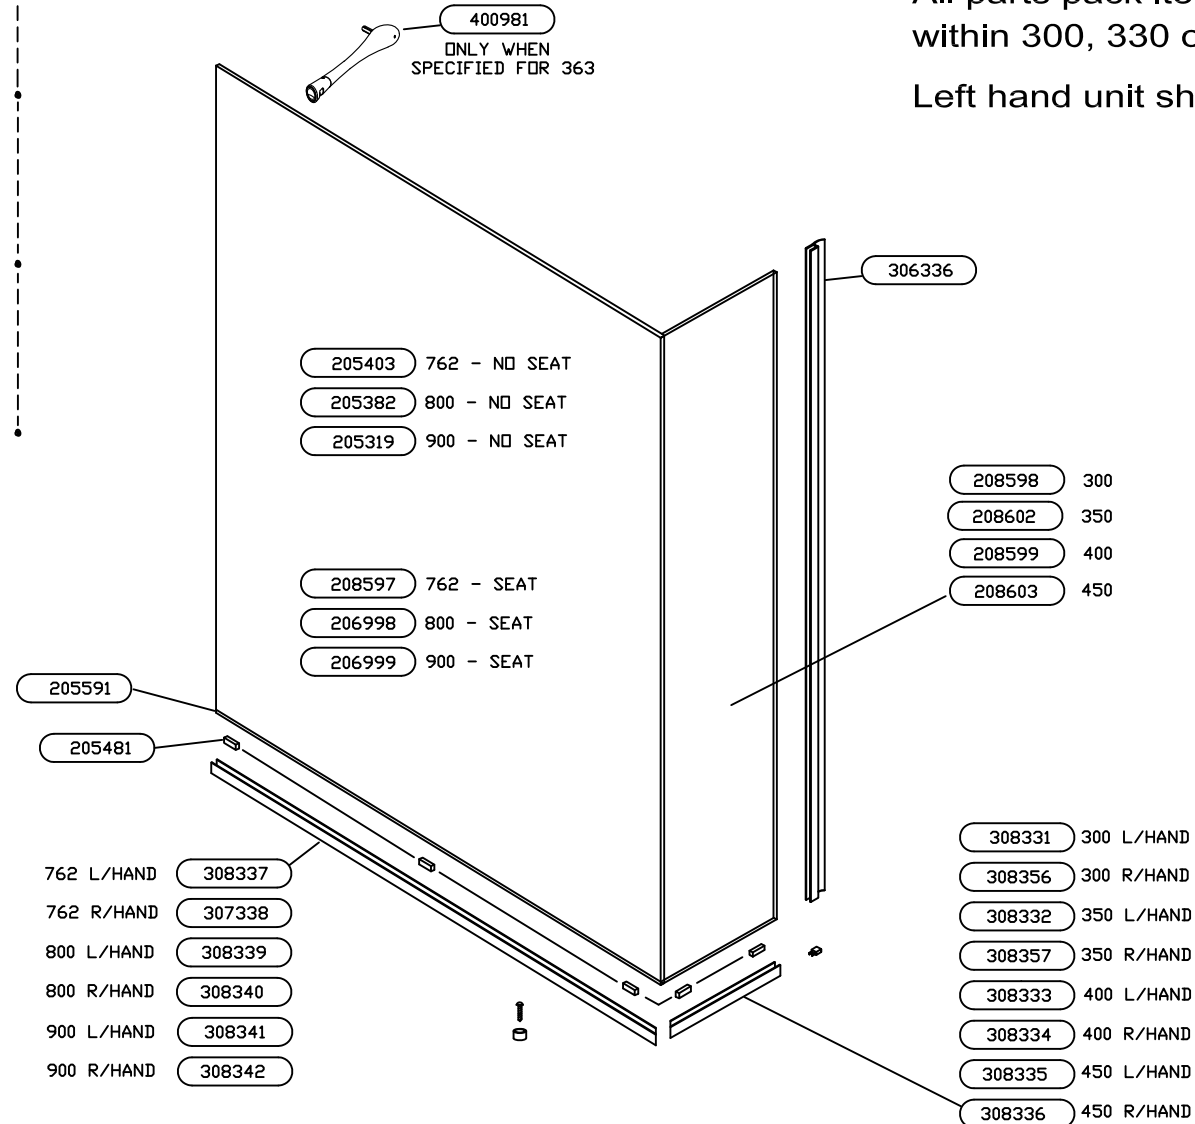 400981
ONLY WHEN
SPECIFIED FOR 363
All parts pack
within 300, 330
Left hand unit
306336
205403 762 - NO SEAT
205382 800 - NO SEAT
205319 900 - NO SEAT
208598 300
208602 350
208599 400
208603 450
208597 762 - SEAT
206998 800 - SEAT
206999 900 - SEAT
205591
205481
762 L/HAND 308337
762 R/HAND 307338
800 L/HAND 308339
800 R/HAND 308340
900 L/HAND 308341
900 R/HAND 308342
308331 300 L/HAND
308356 300 R/HAND
308332 350 L/HAND
308357 350 R/HAND
308333 400 L/HAND
308334 400 R/HAND
308335 450 L/HAND
308336 450 R/HAND